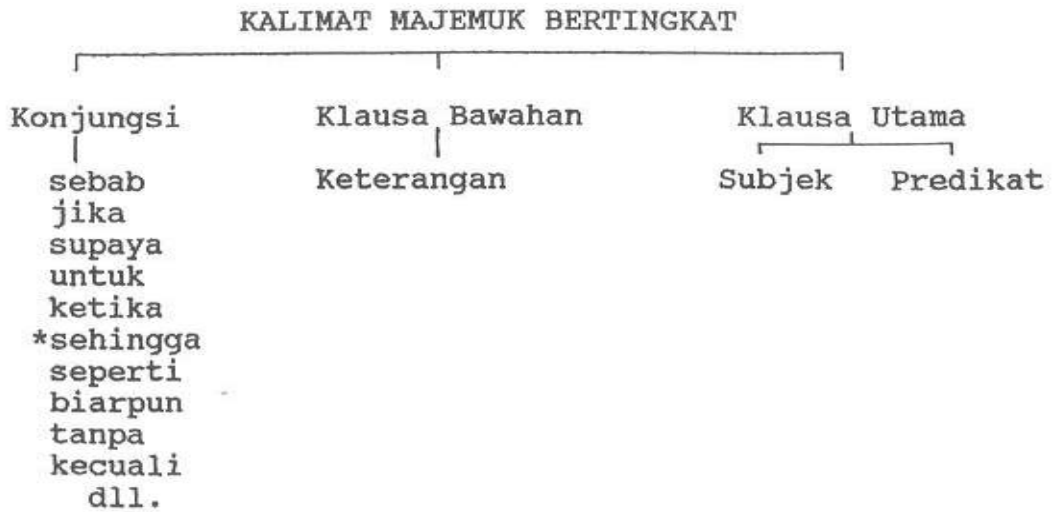 KALIMAT MAJEMUK BERTINGKAT
Konjungsi Klausa Bawahan Klausa Utama
sebab Keterangan Subjek Predikat
jika
supaya
untuk
ketika
*sehingga
seperti
biarpun
tanpa
kecuali
dll.